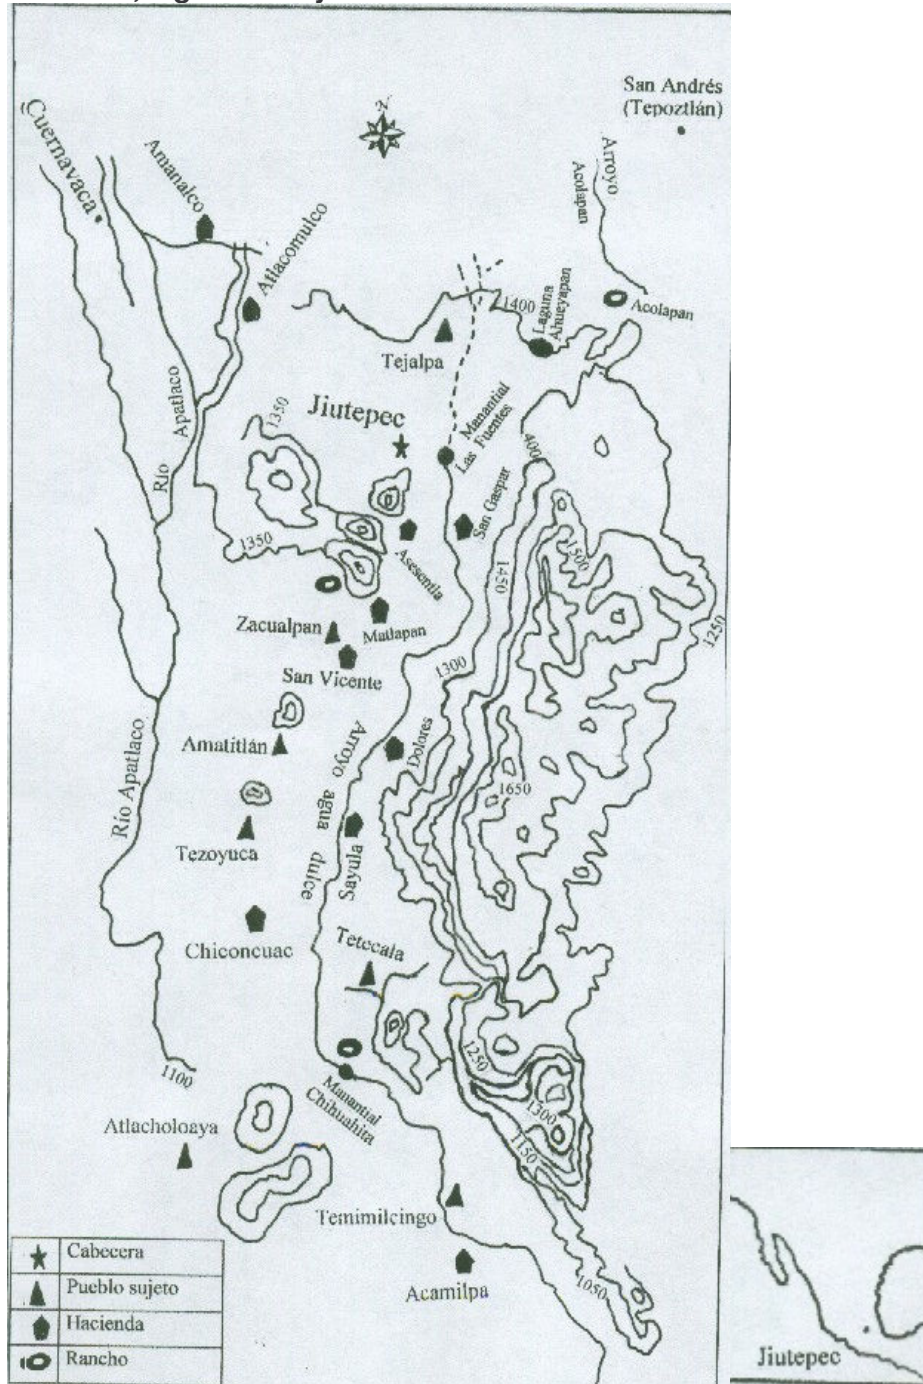 San Andrés
(Tepoztlán)
Cuernavaca
Amanalco
Atlacomulco
Arroyo
Acolapan
Acolapan
1400
Laguna
Ahueyapan
Tejalpa
Río Apatlaco
Jiutepec
1350
Manantial
Las Fuentes
400
San Gaspar
Asesentla
1350
1450
1500
Zacualpan
Matlapan
1250
San Vicente
1300
Amatitlán
Arroyo agua dulce
Dolores
Río Apatlaco
1650
Tezoyuca
Sayula
Chiconcuac
Tetecala
1250
1100
Manantial
Chihuahita
1300
Atlacholoaya
1150
Temimilcingo
Acamilpa
1050
Cabecera
Pueblo sujeto
Hacienda
Rancho
Jiutepec